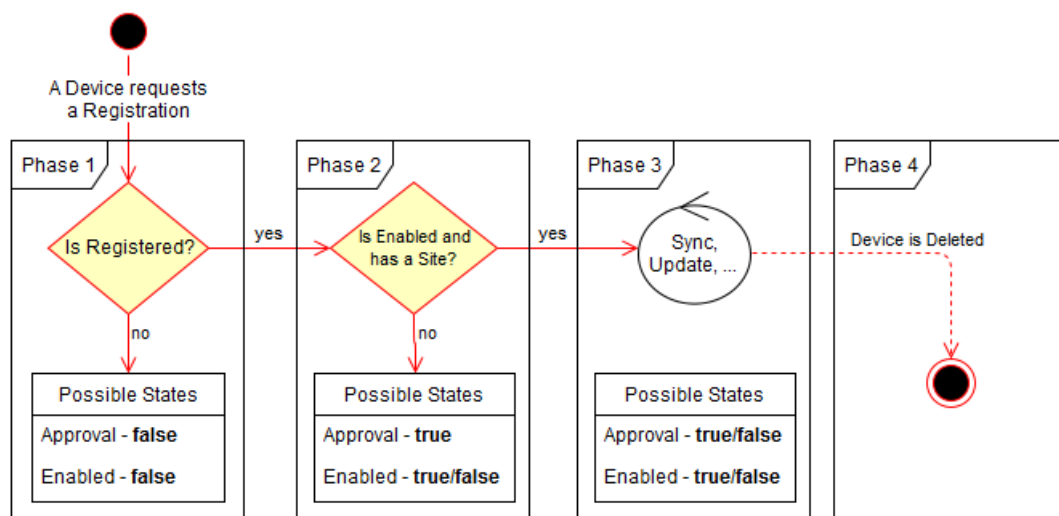 A Device requests
a Registration
Phase 1
Is Registered?
yes
no
Possible States
Approval - false
Enabled - false
Phase 2
Is Enabled and
has a Site?
yes
no
Possible States
Approval - true
Enabled - true/false
Phase 3
Sync,
Update, ...
Possible States
Approval - true/false
Enabled - true/false
Phase 4
Device is Deleted